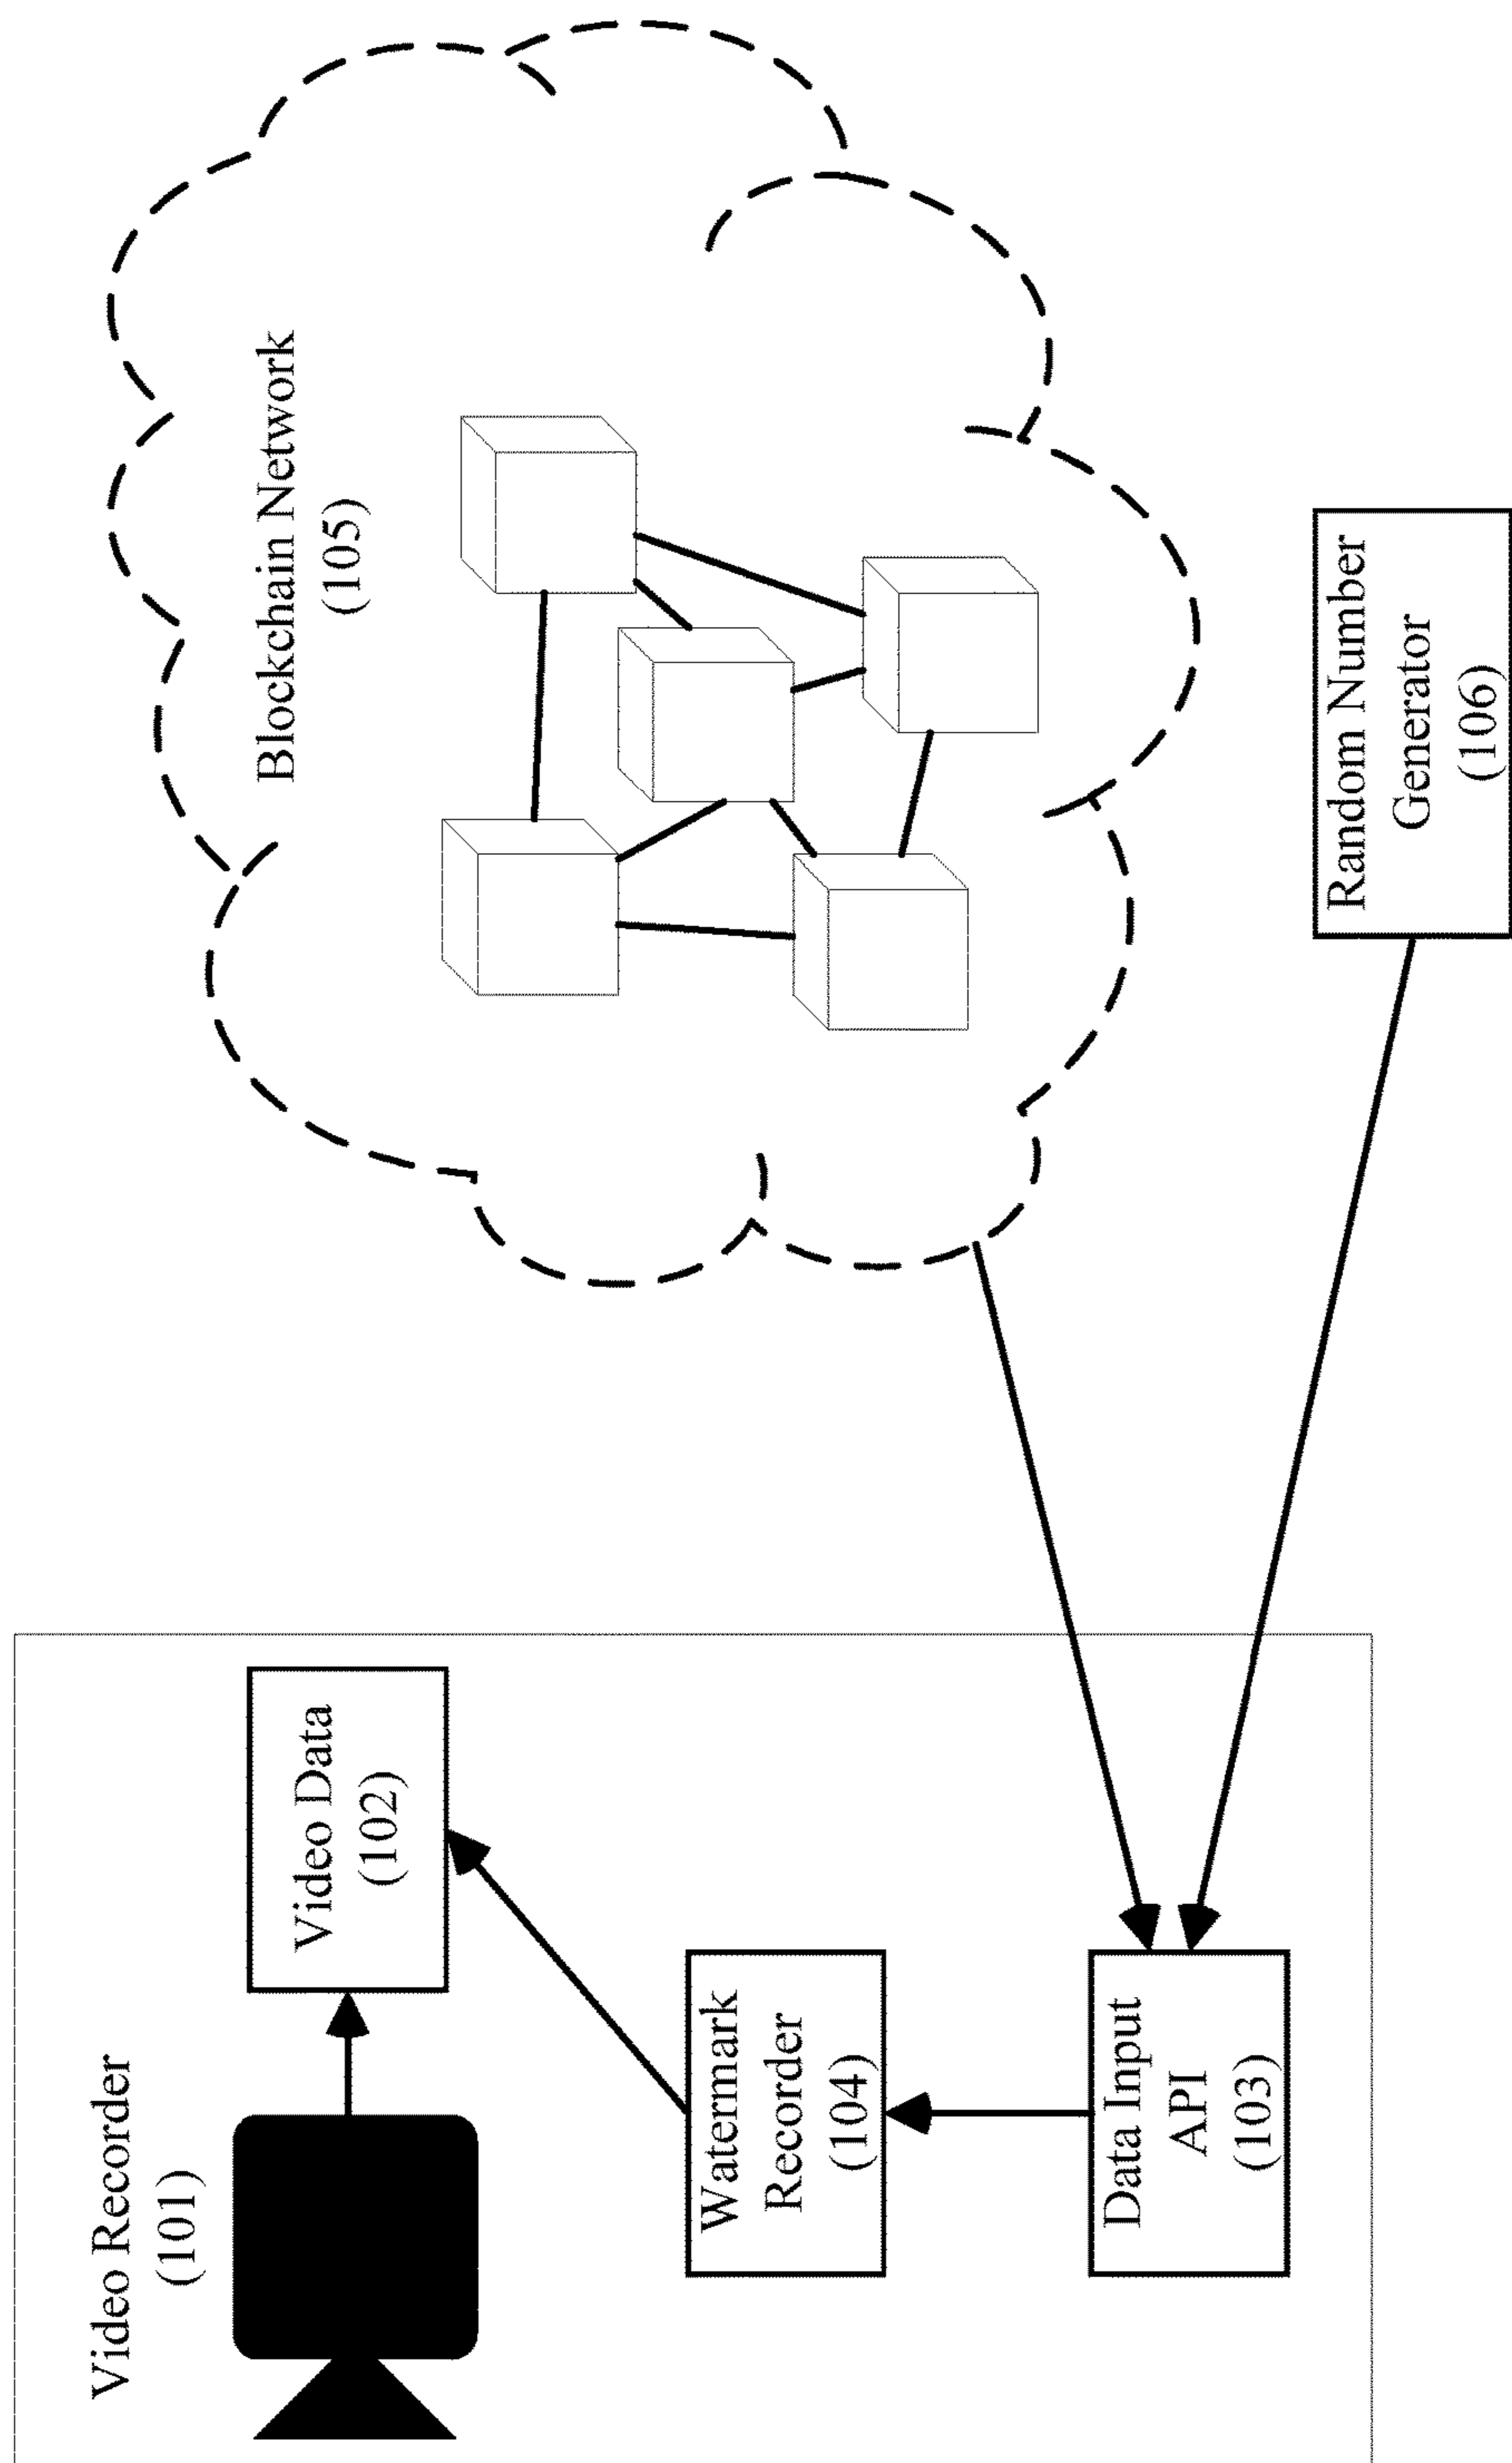 Video Recorder
(101)
Video Data
(102)
Watermark
Recorder
(104)
Data Input
API
(103)
Blockchain Network
(105)
Random Number
Generator
(106)